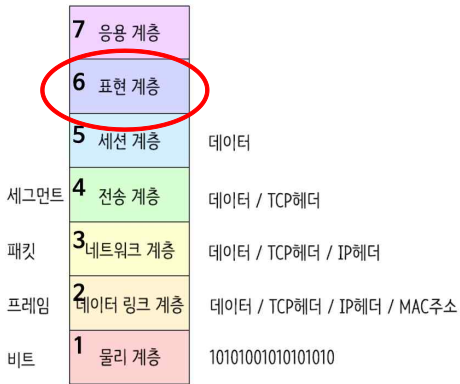 7 응용 계층
6 표현 계층
5 세션 계층 데이터
세그먼트 4 전송 계층 데이터 / TCP헤더
패킷 3 네트워크 계층 데이터 / TCP헤더 / IP헤더
프레임 2 데이터 링크 계층 데이터 / TCP헤더 / IP헤더 / MAC주소
비트 1 물리 계층 10101001010101010